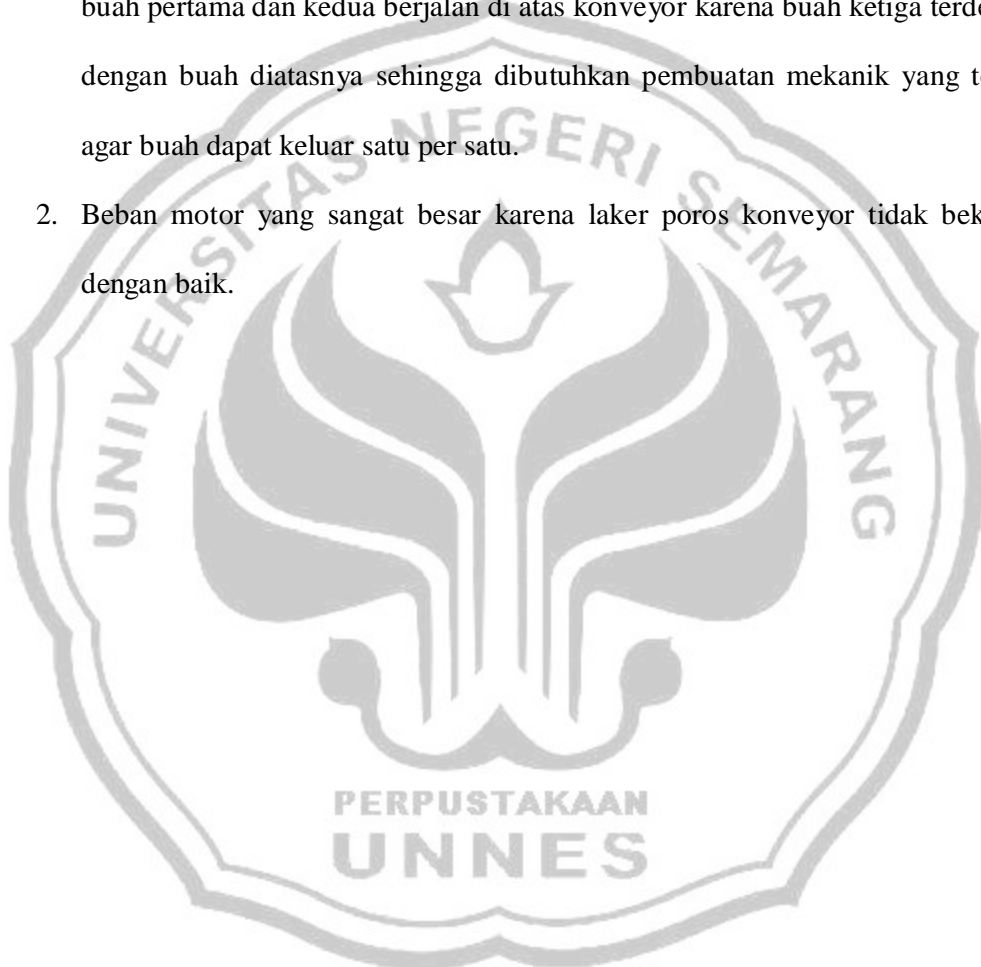 buah pertama dan kedua berjalan di atas konveyor karena buah ketiga
dengan buah diatasnya sehingga dibutuhkan pembuatan mekanik yang
agar buah dapat keluar satu per satu.
2. Beban motor yang sangat besar karena laker poros konveyor tidak
dengan baik.
UNIVERSITAS NEGERI SEMARANG
PERPUSTAKAAN
UNNES